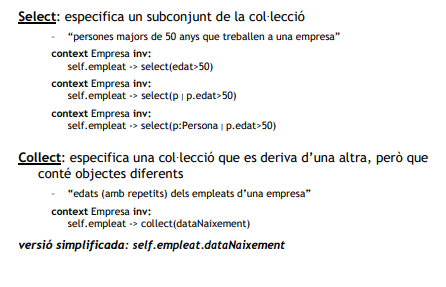 Select: especifica un subconjunt de la col·lecció
- “persones majors de 50 anys que treballen a una empresa”
context Empresa inv:
self.empleat -> select(edat>50)
context Empresa inv:
self.empleat -> select(p | p.edat>50)
context Empresa inv:
self.empleat -> select(p:Persona | p.edat>50)
Collect: especifica una col·lecció que es deriva d’una altra, però que
conté objectes diferents
- “edats (amb repetits) dels empleats d’una empresa”
context Empresa inv:
self.empleat -> collect(dataNaixement)
versió simplificada: self.empleat.dataNaixement